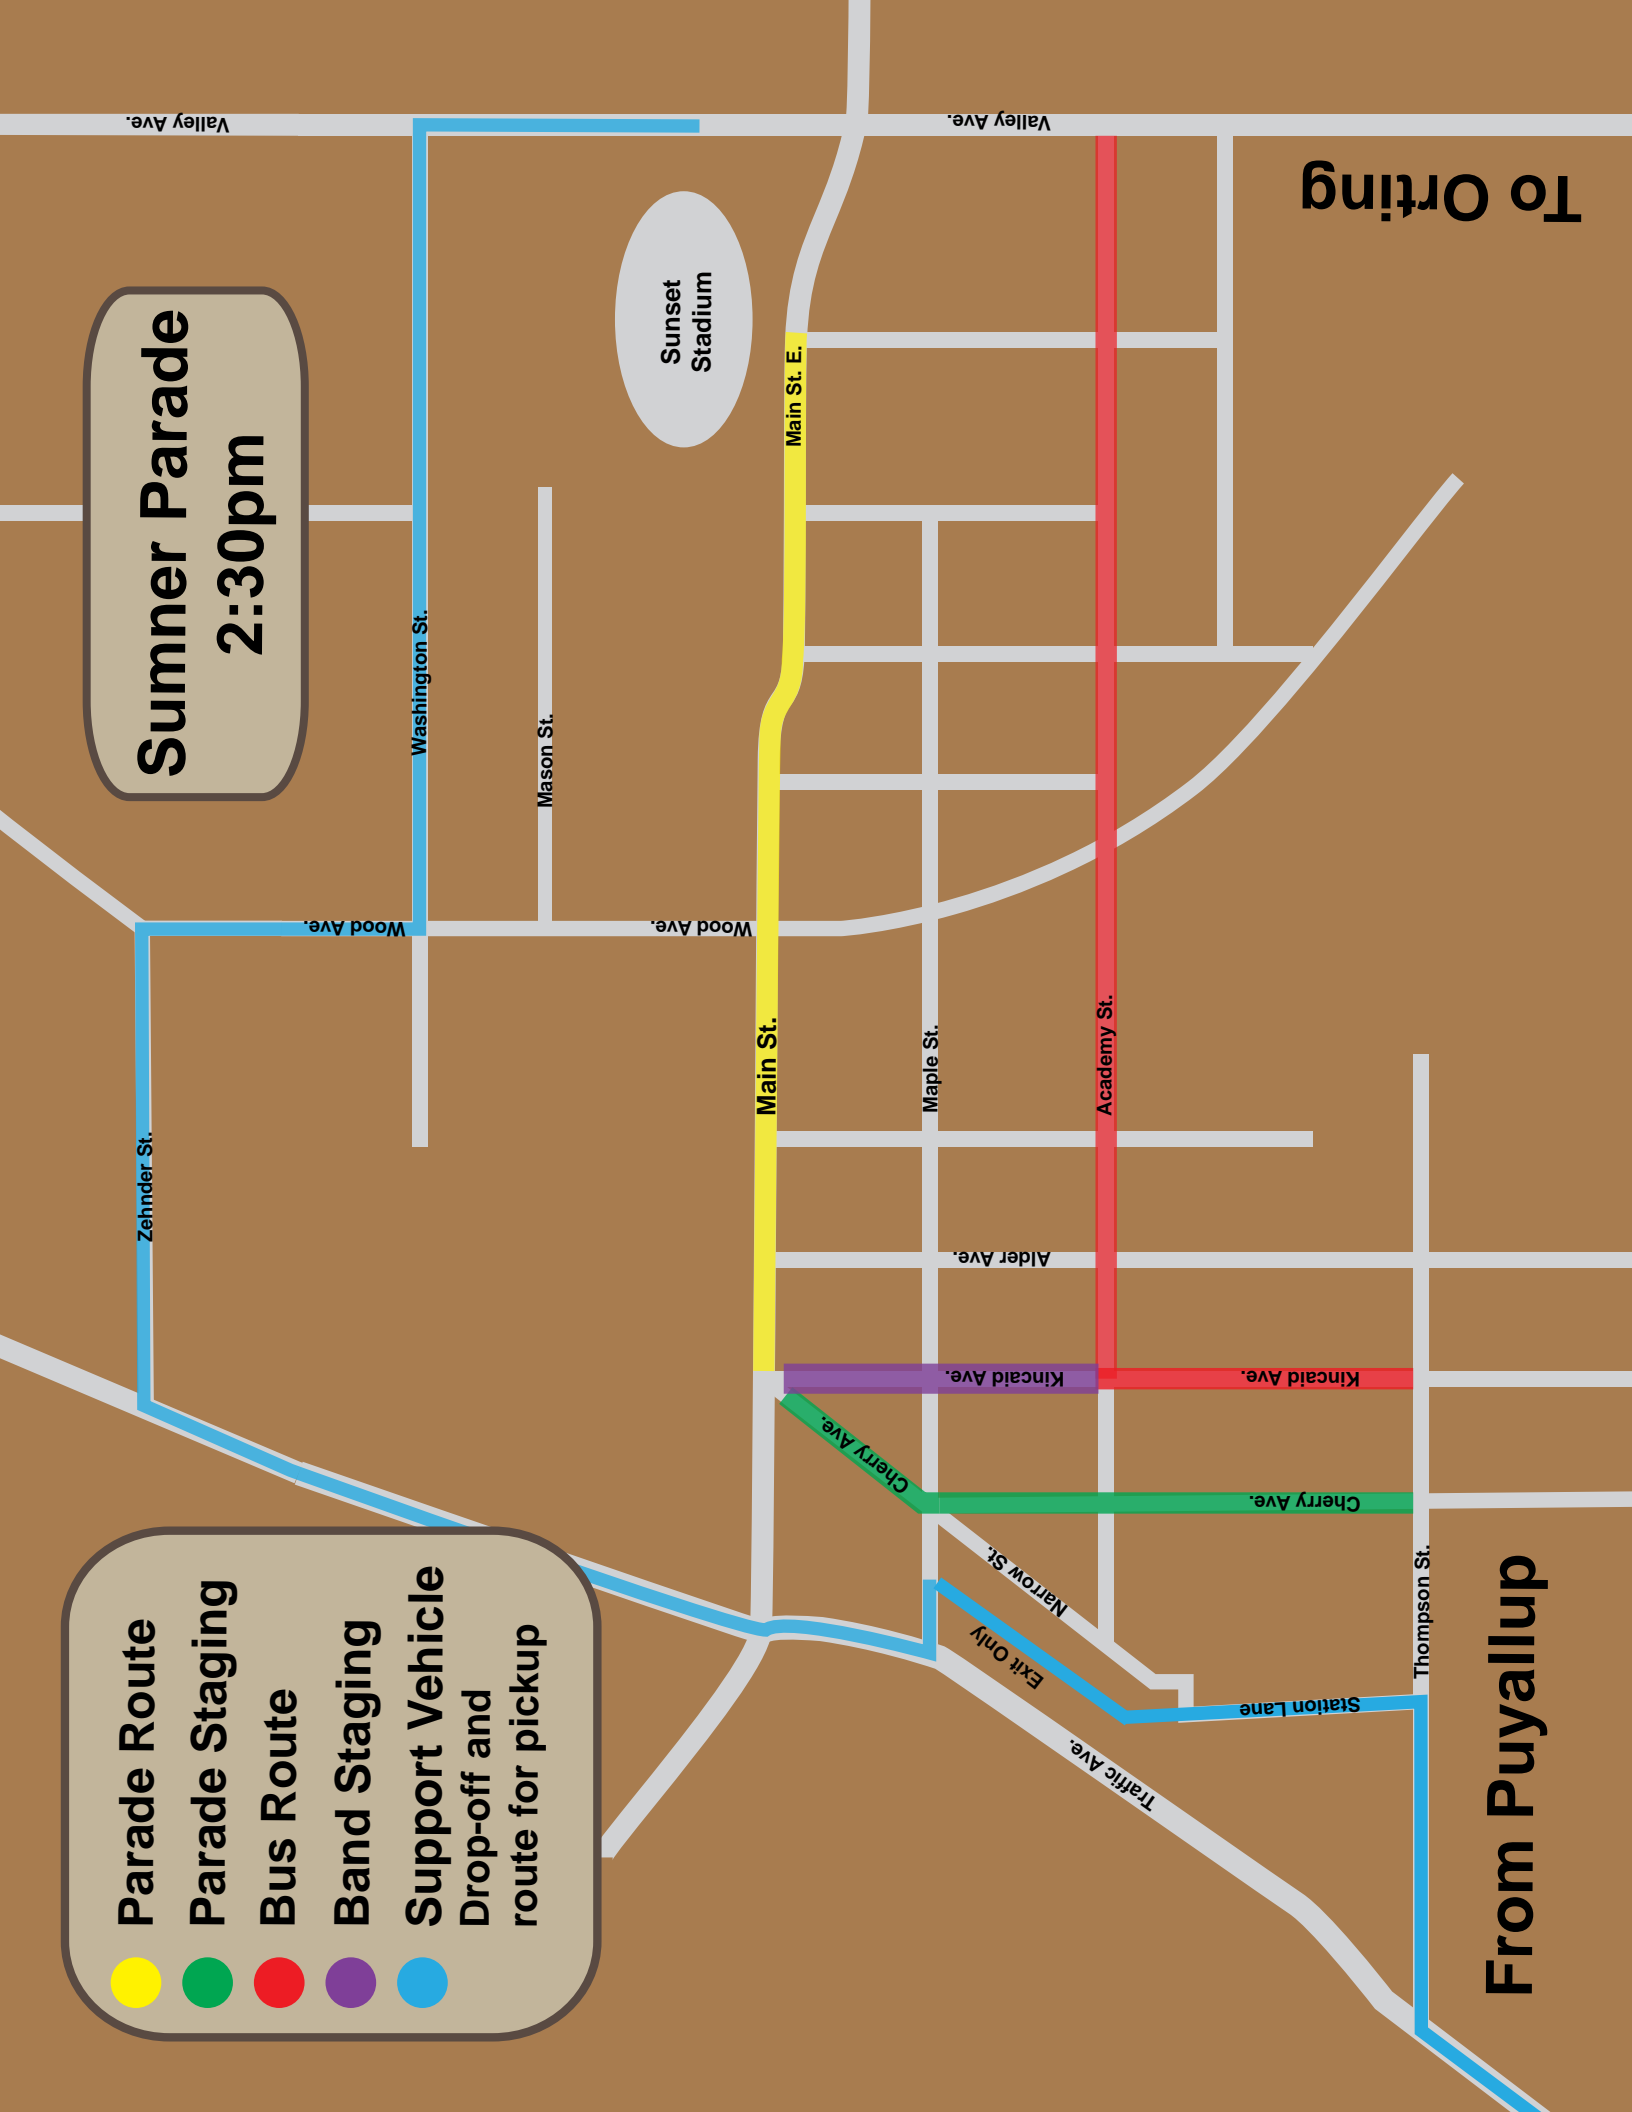 Sumner Parade
2:30pm
Parade Route
Parade Staging
Bus Route
Band Staging
Support Vehicle
Drop-off and
route for pickup
Zehnder St.
Wood Ave.
Washington St.
Valley Ave.
Mason St.
Wood Ave.
Sunset
Stadium
Main St.
Main St. E.
Cherry Ave.
Kincaid Ave.
Alder Ave.
Maple St.
Valley Ave.
Exit Only
Narrow St.
Traffic Ave.
Academy St.
Station Lane
Cherry Ave.
Kincaid Ave.
Thompson St.
From Puyallup
To Orting